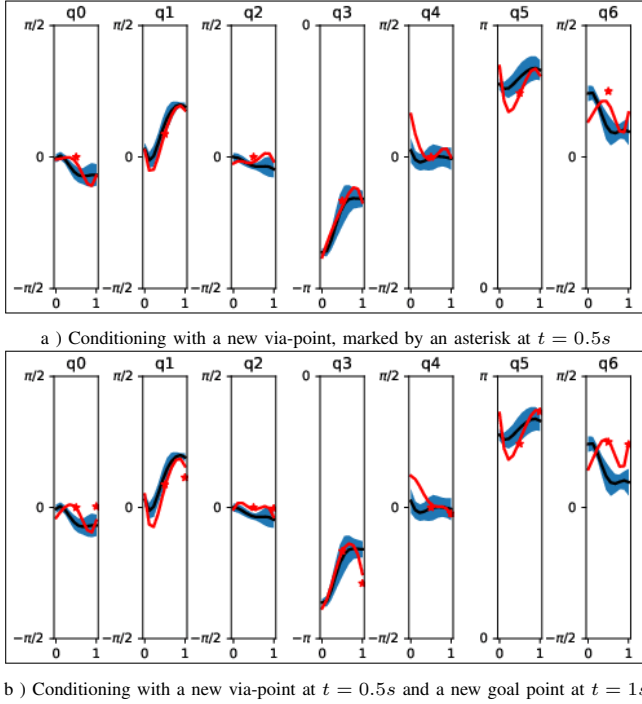 q0 q1 q2 q3 q4 q5 q6
π/2 π/2 π/2 0 π/2 π π/2
0 0 0 0 0
−π/2 −π/2 −π/2 −π/2 −π/2 π −π/2
0 1 0 1 0 1 0 1 0 1 0 1 0 1
a ) Conditioning with a new via-point, marked by an asterisk at t = 0.5s
q0 q1 q2 q3 q4 q5 q6
π/2 π/2 π/2 0 π/2 π π/2
0 0 0 0 0
−π/2 −π/2 −π/2 −π −π/2 0 −π/2
0 1 0 1 0 1 0 1 0 1 0 1 0 1
b ) Conditioning with a new via-point at t = 0.5s and a new goal point at t = 1s